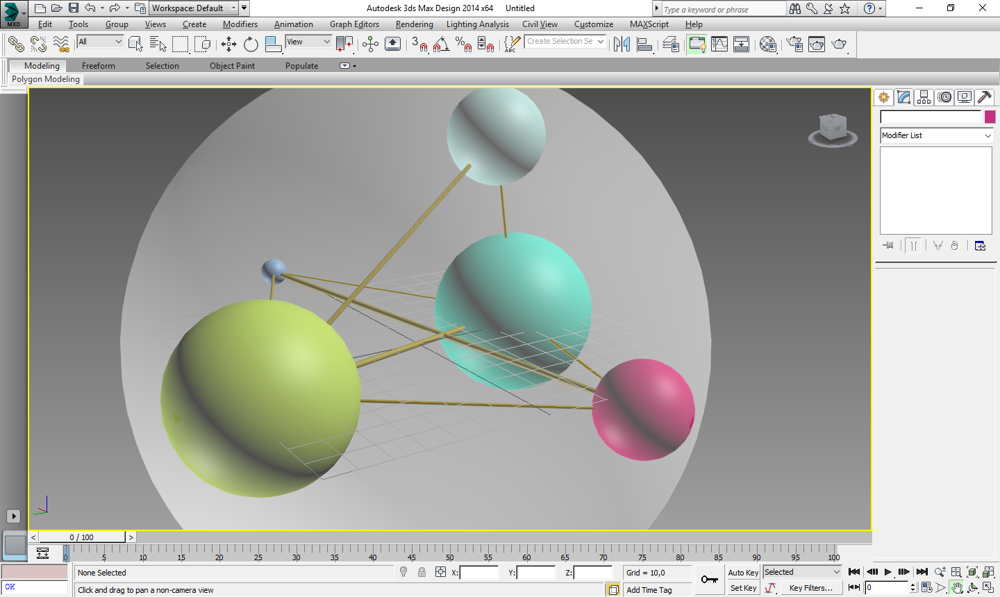 Workspace: Default
Autodesk 3ds Max Design 2014 x64 Untitled
Type a keyword or phrase
MXD
Edit Tools Group Views Create Modifiers Animation Graph Editors Rendering Lighting Analysis Civil View Customize MAXScript Help
All
View
3
ABC
Create Selection Se
Modeling Freeform Selection Object Paint Populate
Polygon Modeling
Modifier List
< 0 / 100 >
0 5 10 15 20 25 30 35 40 45 50 55 60 65 70 75 80 85 90 95 100
None Selected
X: Y: Z:
Grid = 10,0
Auto Key
Selected
OK
Click and drag to pan a non-camera view
Add Time Tag
Set Key
Key Filters...
0